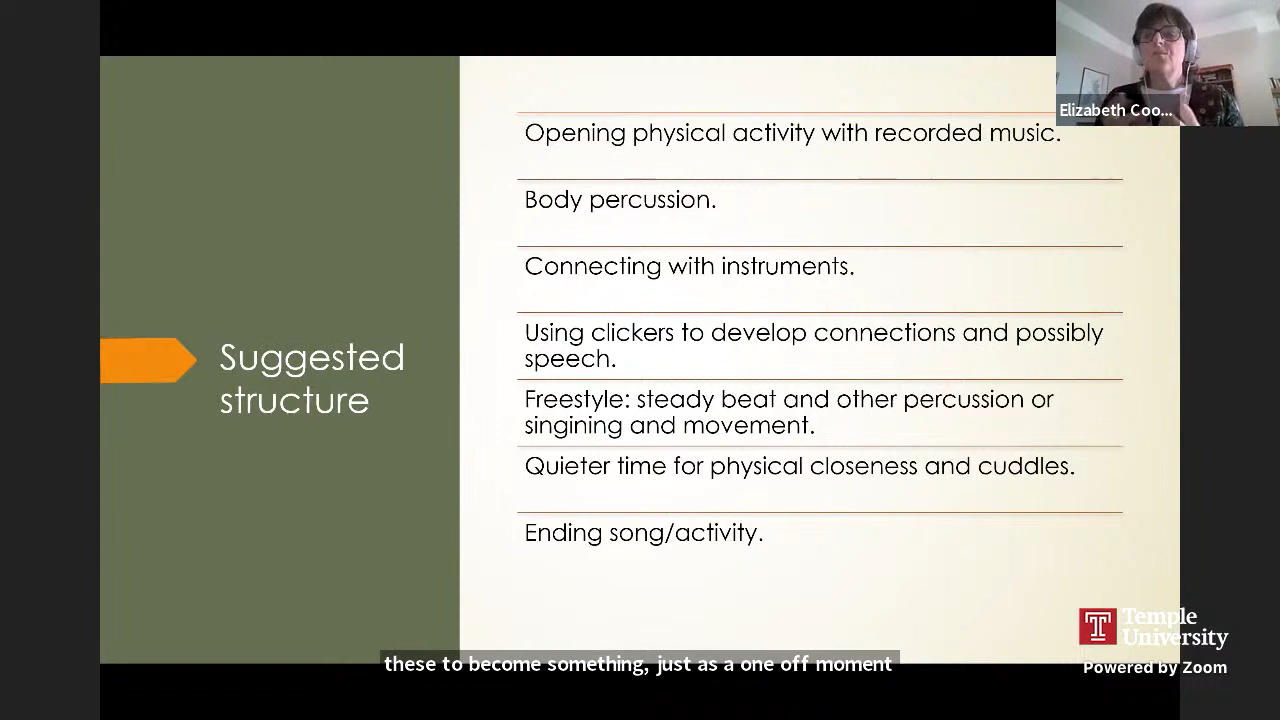 Elizabeth Coo...
Opening physical activity with recorded music.
Body percussion.
Connecting with instruments.
Using clickers to develop connections and possibly
speech.
Freestyle: steady beat and other percussion or
singining and movement.
Quieter time for physical closeness and cuddles.
Ending song/activity.
Suggested
structure
T Temple
University
Powered by Zoom
these to become something, just as a one off moment